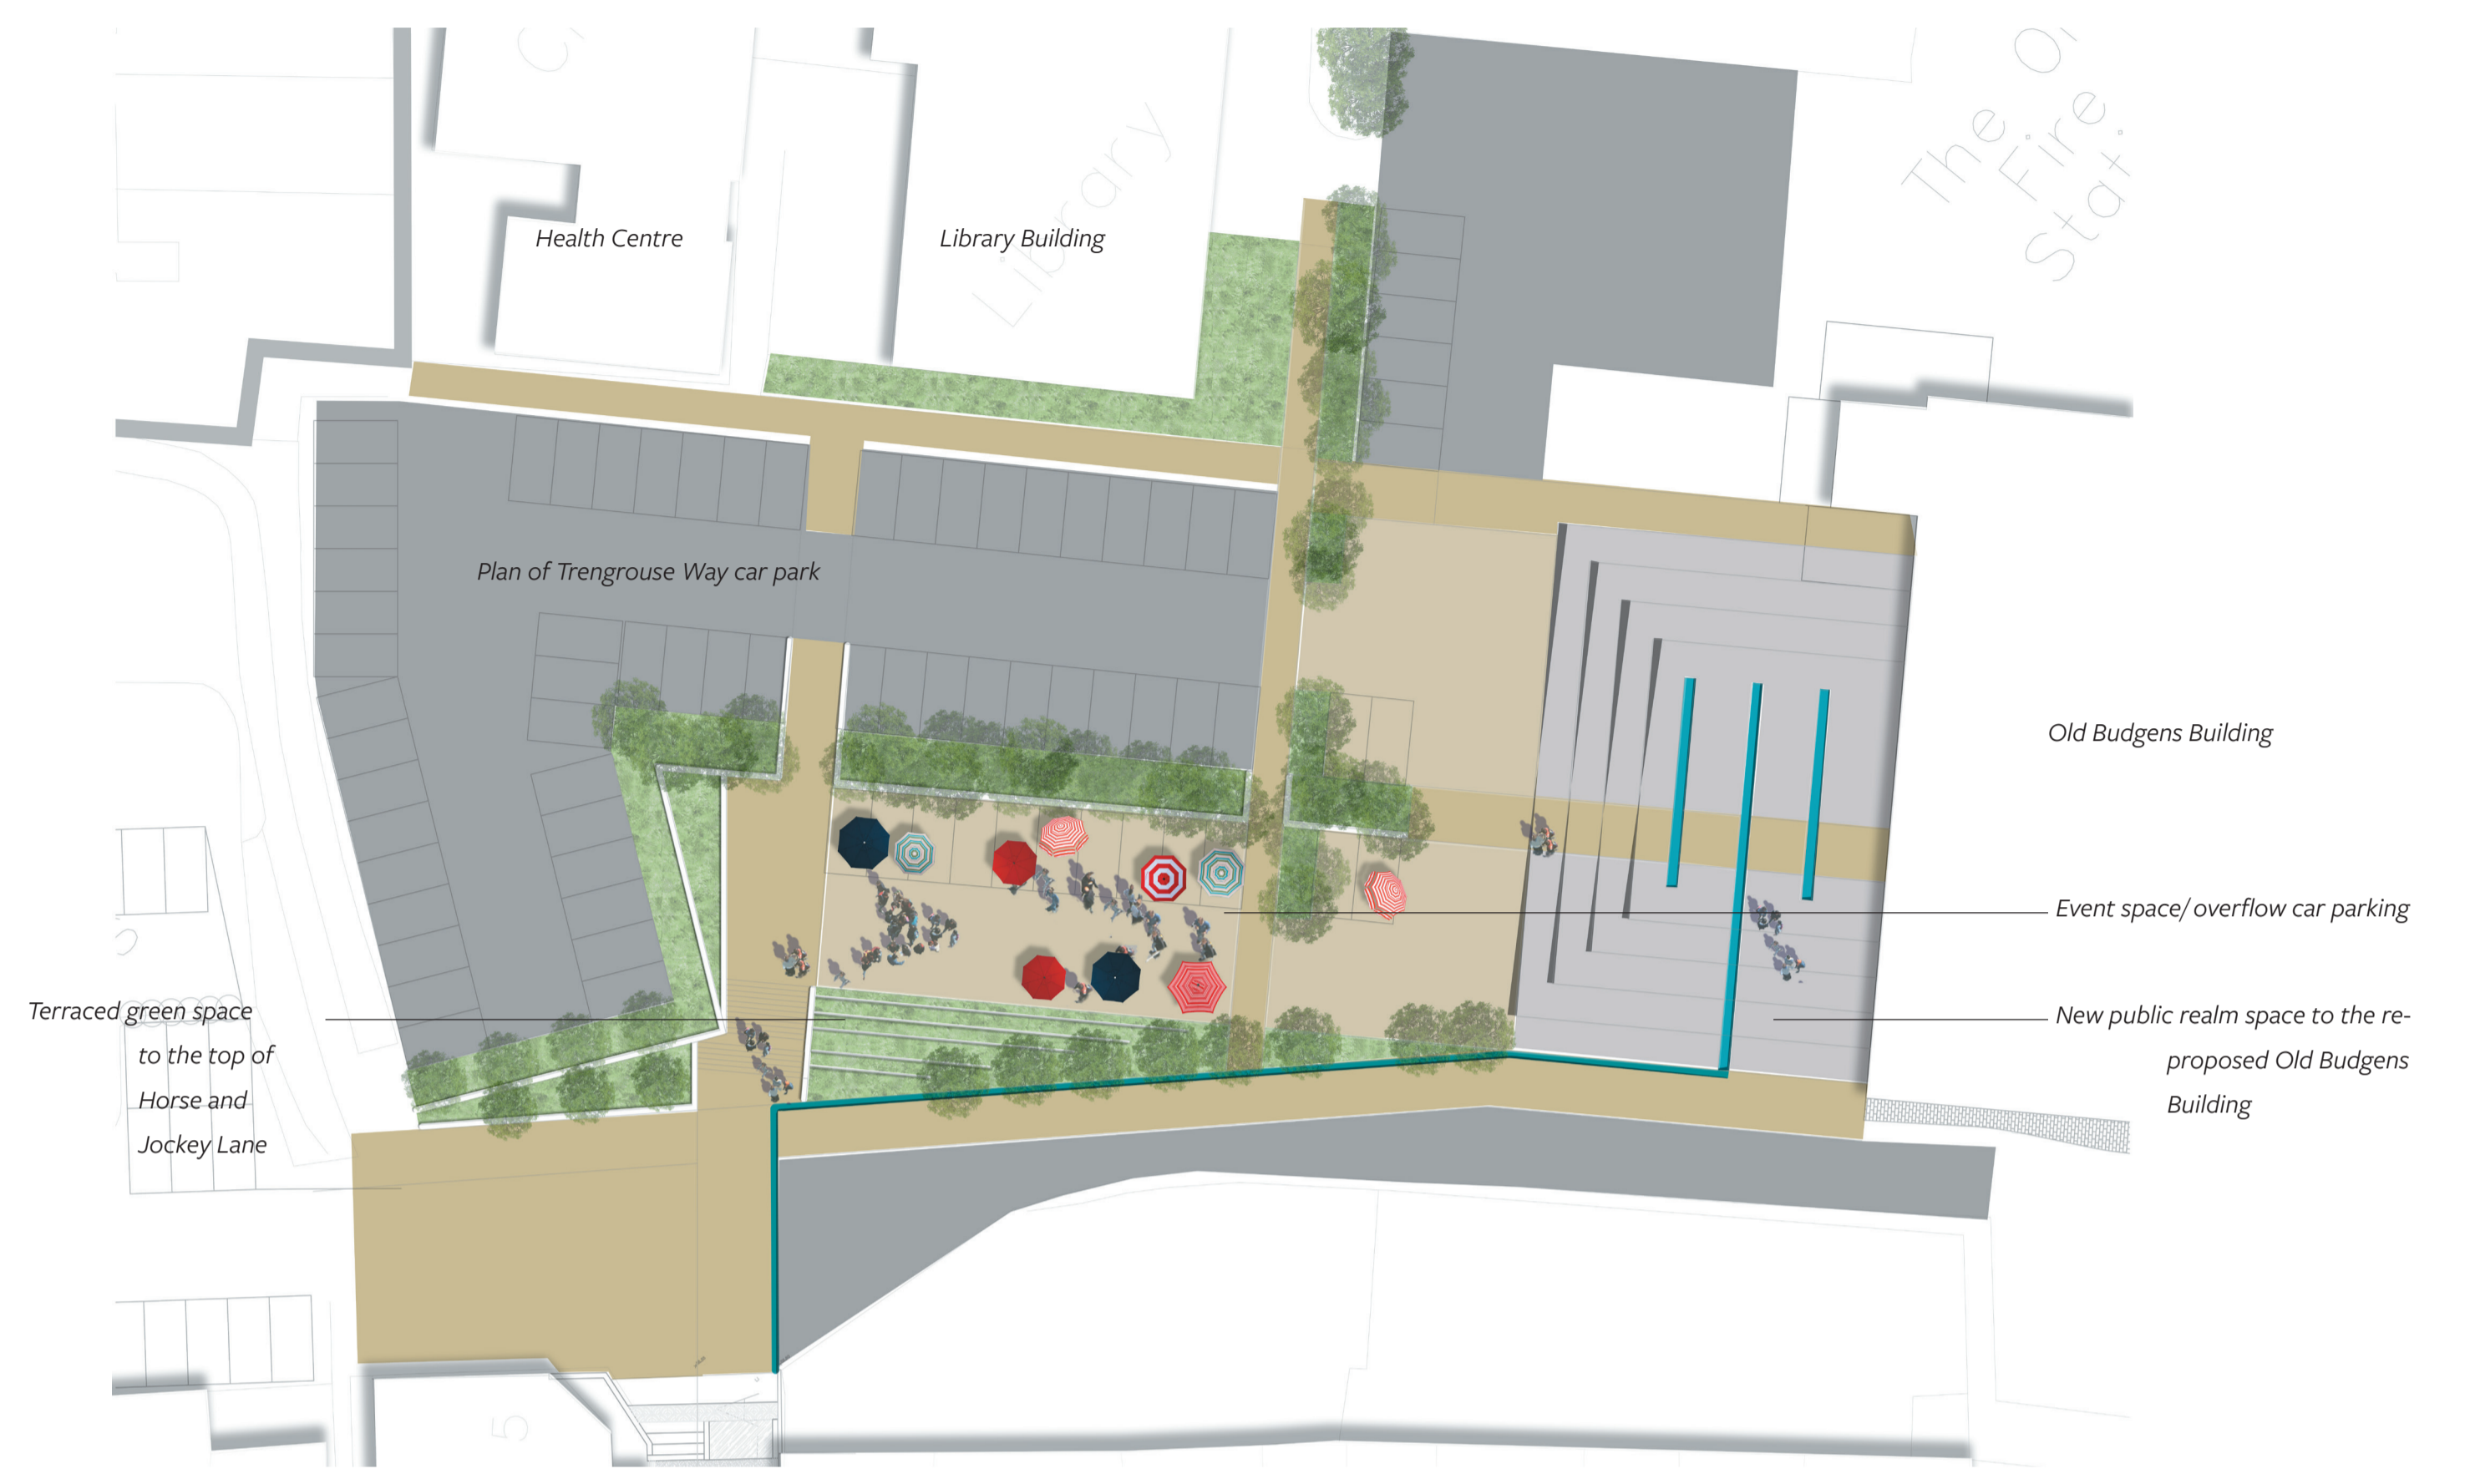 The
Fire
Stat
Library
Health Centre
Library Building
Plan of Trengrouse Way car park
Old Budgens Building
Event space/overflow car parking
Terraced green space
to the top of
Horse and
Jockey Lane
New public realm space to the re-
proposed Old Budgens
Building
5